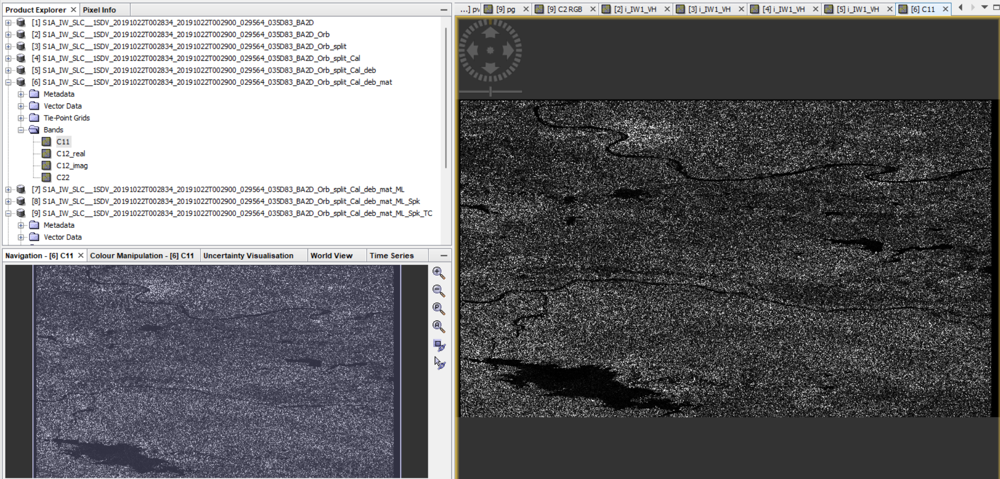 Product Explorer
Pixel Info
[1] S1A_IW_SLC__1SDV_20191022T002834_20191022T002900_029564_035D83_BA2D
[2] S1A_IW_SLC__1SDV_20191022T002834_20191022T002900_029564_035D83_BA2D_Orb
[3] S1A_IW_SLC__1SDV_20191022T002834_20191022T002900_029564_035D83_BA2D_Orb_split
[4] S1A_IW_SLC__1SDV_20191022T002834_20191022T002900_029564_035D83_BA2D_Orb_split_Cal
[5] S1A_IW_SLC__1SDV_20191022T002834_20191022T002900_029564_035D83_BA2D_Orb_split_Cal_deb
[6] S1A_IW_SLC__1SDV_20191022T002834_20191022T002900_029564_035D83_BA2D_Orb_split_Cal_deb_mat
Metadata
Vector Data
Tie-Point Grids
Bands
C11
C12_real
C12_imag
C22
[7] S1A_IW_SLC__1SDV_20191022T002834_20191022T002900_029564_035D83_BA2D_Orb_split_Cal_deb_mat_ML
[8] S1A_IW_SLC__1SDV_20191022T002834_20191022T002900_029564_035D83_BA2D_Orb_split_Cal_deb_mat_ML_Spk
[9] S1A_IW_SLC__1SDV_20191022T002834_20191022T002900_029564_035D83_BA2D_Orb_split_Cal_deb_mat_ML_Spk_TC
Metadata
Vector Data
Navigation - [6] C11
Colour Manipulation - [6] C11
Uncertainty Visualisation
World View
Time Series
...] pv
[9] pg
[9] C2 RGB
[2] i_IW1_VH
[3] i_IW1_VH
[4] i_IW1_VH
[5] i_IW1_VH
[6] C11